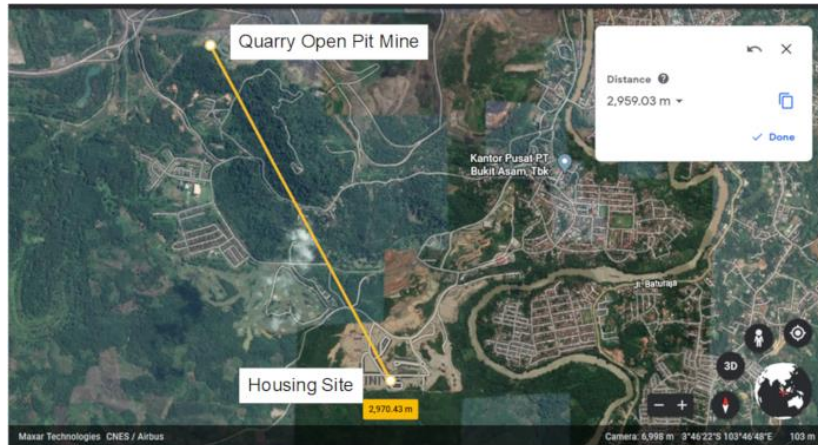 Quarry Open Pit Mine
Distance
2,959.03 m
Done
Kantor Pusat PT.
Bukit Asam, Tbk
Jl. Baturaja
Housing Site
2,970.43 m
3D
Maxar Technologies CNES / Airbus
Camera: 6,998 m 3°46'22"S 103°46'48"E 103 m